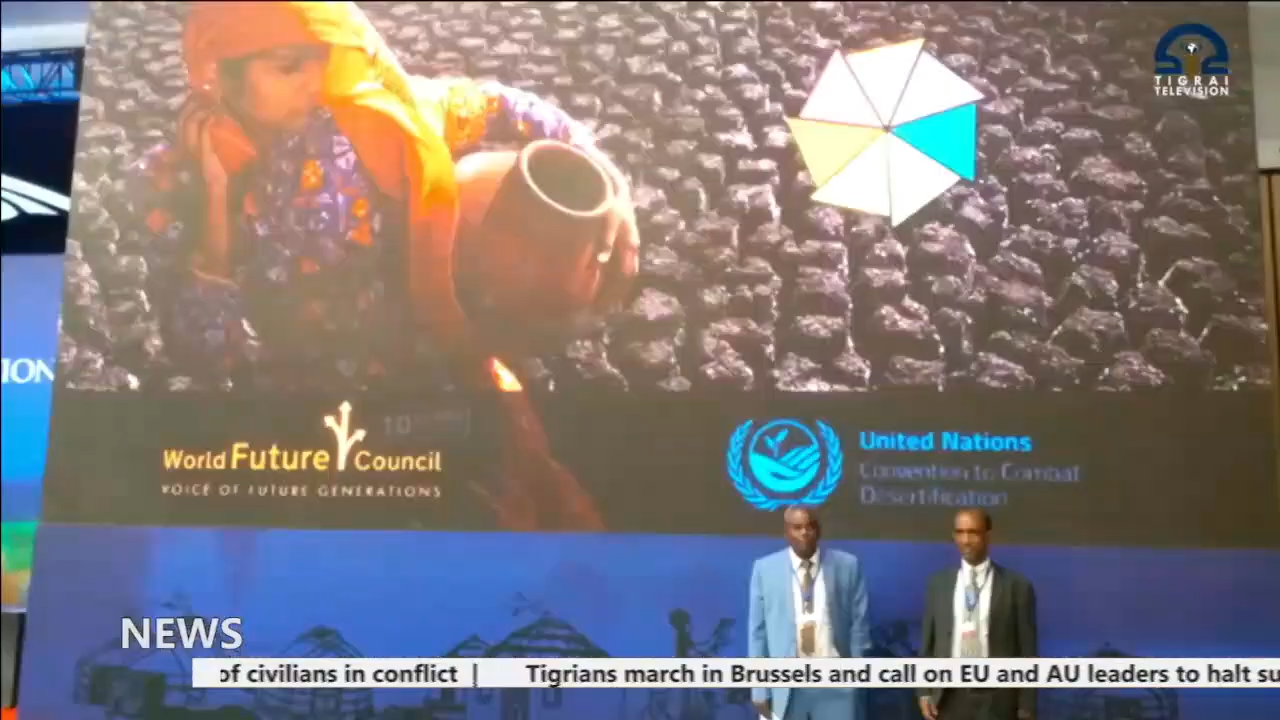 TIGRAI
TELEVISION
ION
World Future Council
VOICE OF FUTURE GENERATIONS
United Nations
Convention to Combat
Desertification
NEWS
of civilians in conflict | Tigrians march in Brussels and call on EU and AU leaders to halt su